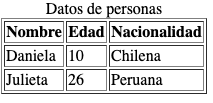 Datos de personas
Nombre Edad Nacionalidad
Daniela 10 Chilena
Julieta 26 Peruana